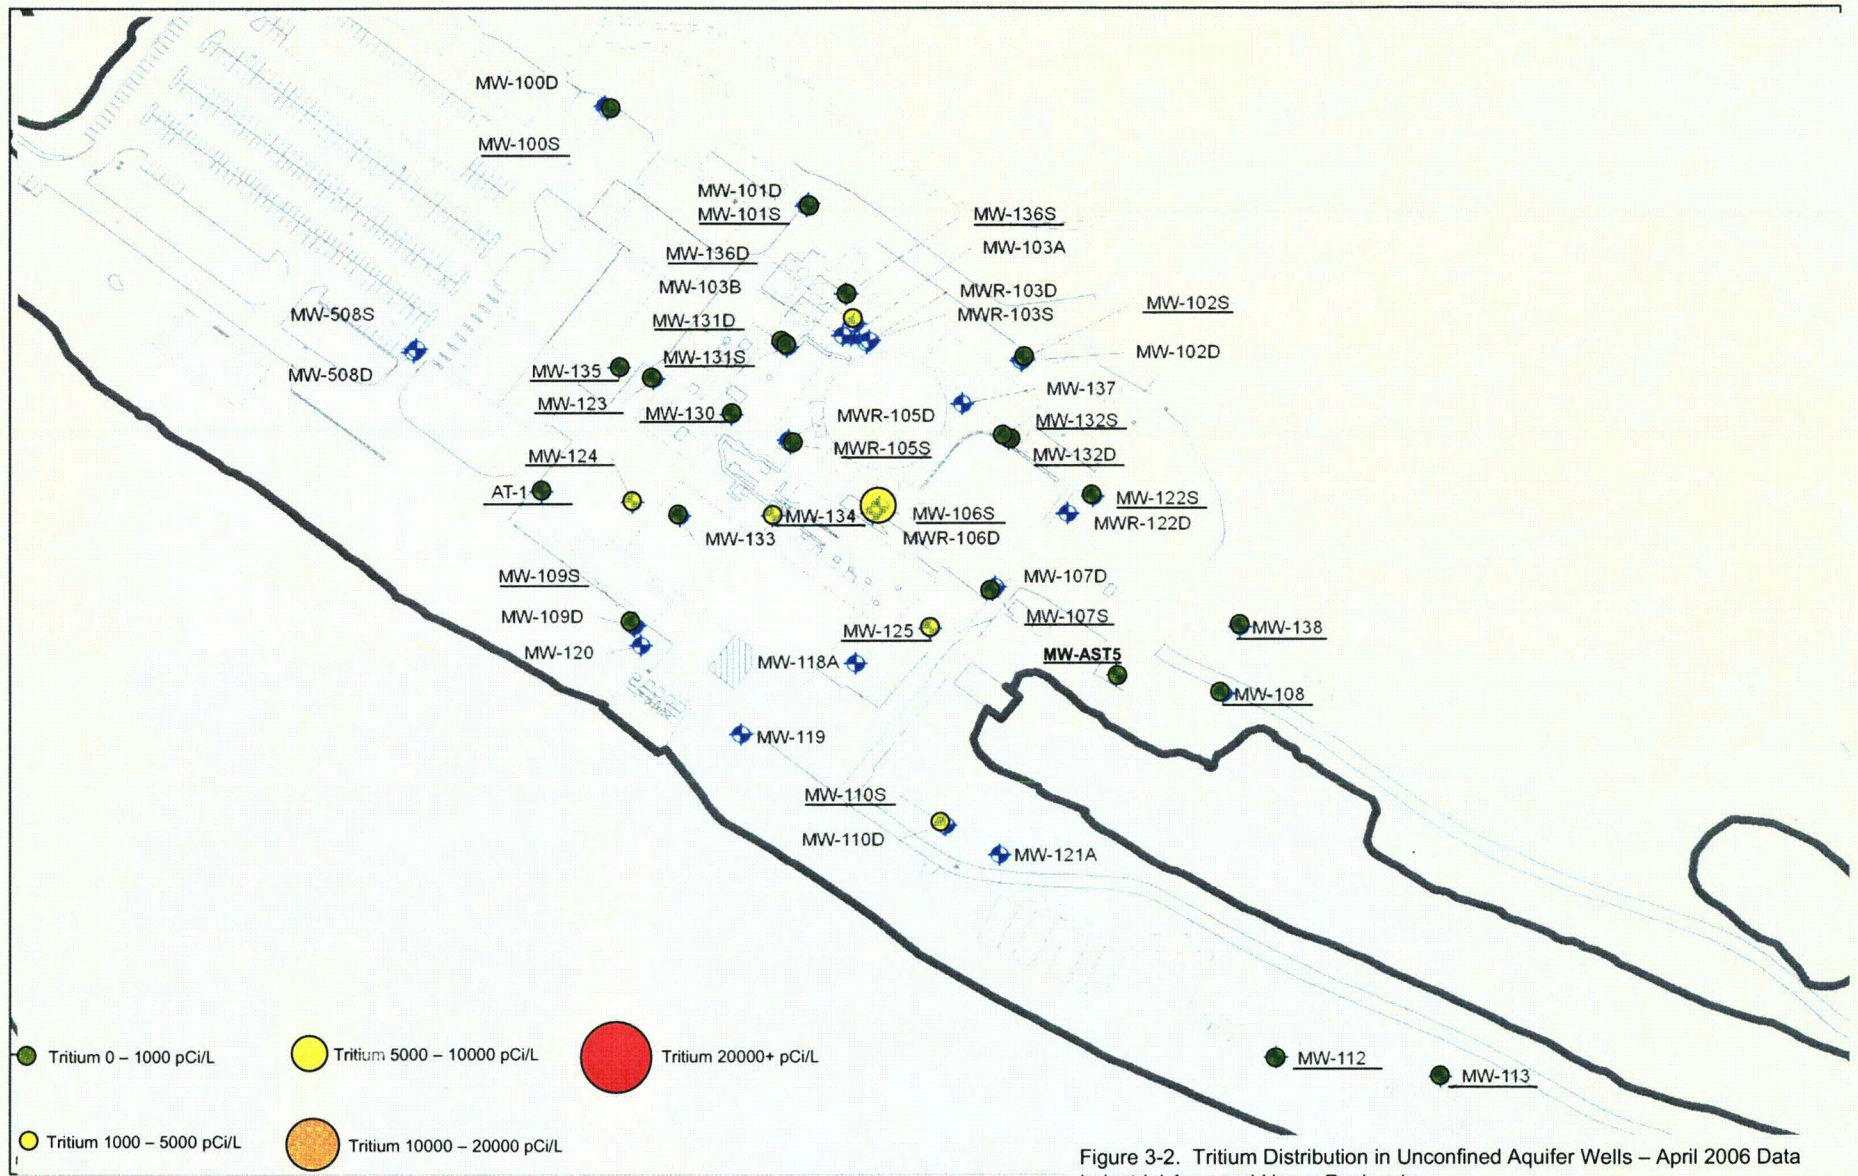 MW-100D
MW-100S
MW-101D
MW-101S
MW-136S
MW-136D
MW-103A
MW-103B
MWR-103D
MWR-103S
MW-102S
MW-508S
MW-131D
MW-102D
MW-131S
MW-508D
MW-135
MW-137
MW-123
MW-130
MWR-105D
MW-132S
MWR-105S
MW-124
MW-132D
AT-1
MW-122S
MW-134
MW-106S
MWR-122D
MW-133
MWR-106D
MW-109S
MW-107D
MW-109D
MW-107S
MW-125
MW-138
MW-120
MW-118A
MW-AST5
MW-108
MW-119
MW-110S
MW-110D
MW-121A
MW-112
MW-113
Tritium 0 – 1000 pCi/L
Tritium 5000 – 10000 pCi/L
Tritium 20000+ pCi/L
Tritium 1000 – 5000 pCi/L
Tritium 10000 – 20000 pCi/L
Figure 3-2. Tritium Distribution in Unconfined Aquifer Wells – April 2006 Data